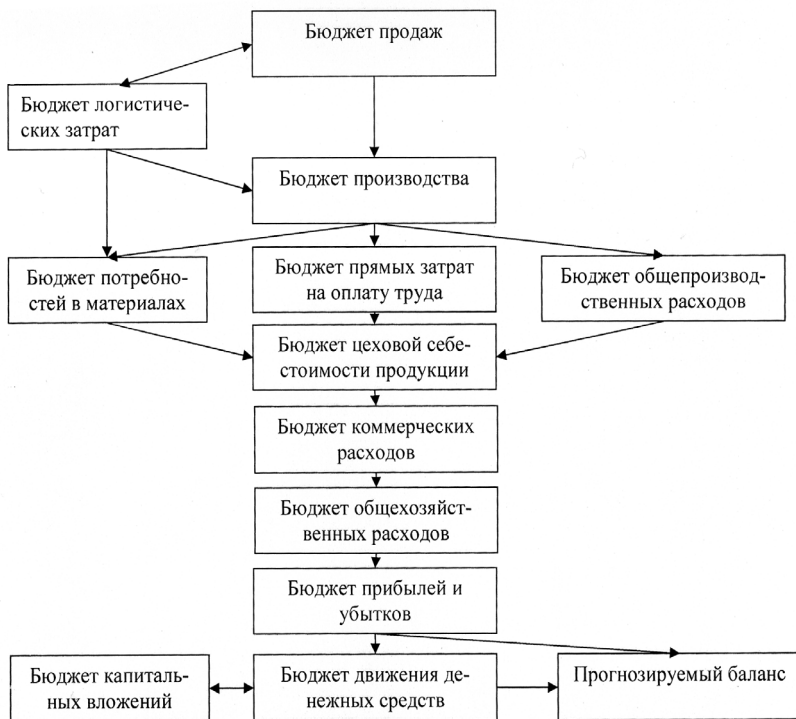 Бюджет продаж
Бюджет логистиче-
ских затрат
Бюджет производства
Бюджет потребно-
стей в материалах
Бюджет прямых затрат
на оплату труда
Бюджет общепроизвод-
ственных расходов
Бюджет цеховой себе-
стоимости продукции
Бюджет коммерческих
расходов
Бюджет общехозяйст-
венных расходов
Бюджет прибылей и
убытков
Бюджет капиталь-
ных вложений
Бюджет движения де-
нежных средств
Прогнозируемый баланс